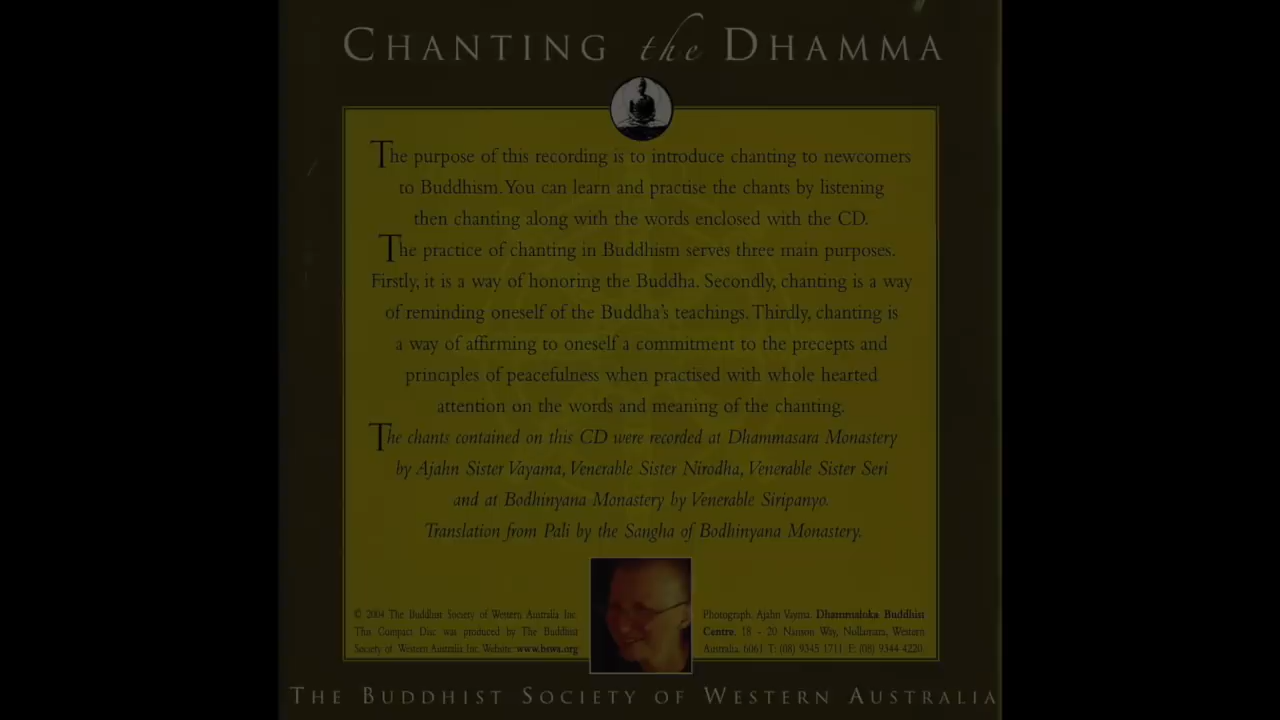 CHANTING the DHAMMA
The purpose of this recording is to introduce chanting to newcomers
to Buddhism. You can learn and practise the chants by listening
then chanting along with the words enclosed with the CD.
The practice of chanting in Buddhism serves three main purposes.
Firstly, it is a way of honoring the Buddha. Secondly, chanting is a way
of reminding oneself of the Buddha's teachings. Thirdly, chanting is
a way of affirming to oneself a commitment to the precepts and
principles of peacefulness when practised with whole hearted
attention on the words and meaning of the chanting.
The chants contained on this CD were recorded at Dhammasara Monastery
by Ajahn Sister Vayama, Venerable Sister Nirodha, Venerable Sister Seri
and at Bodhinyana Monastery by Venerable Siripanyo.
Translation from Pali by the Sangha of Bodhinyana Monastery.
© 2004 The Buddhist Society of Western Australia Inc.
This Compact Disc was produced by The Buddhist
Society of Western Australia Inc. Website: www.bswa.org
Photograph: Ajahn Vayma. Dhammaloka Buddhist
Centre, 18 - 20 Nanson Way, Nollamara, Western
Australia, 6061 T: (08) 9345 1711 F: (08) 9344 4220
THE BUDDHIST SOCIETY OF WESTERN AUSTRALIA